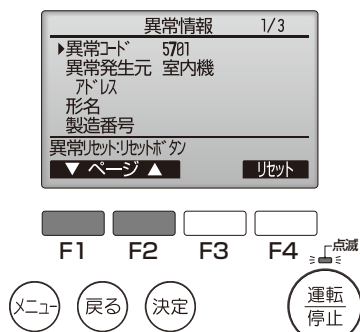 異常情報 1/3
▶異常コード 5701
異常発生元 室内機
アドレス
形名
製造番号
異常リセット:リセットボタン
▼ ページ ▲ リセット
F1 F2 F3 F4
点滅
メニュー 戻る 決定 運転/停止